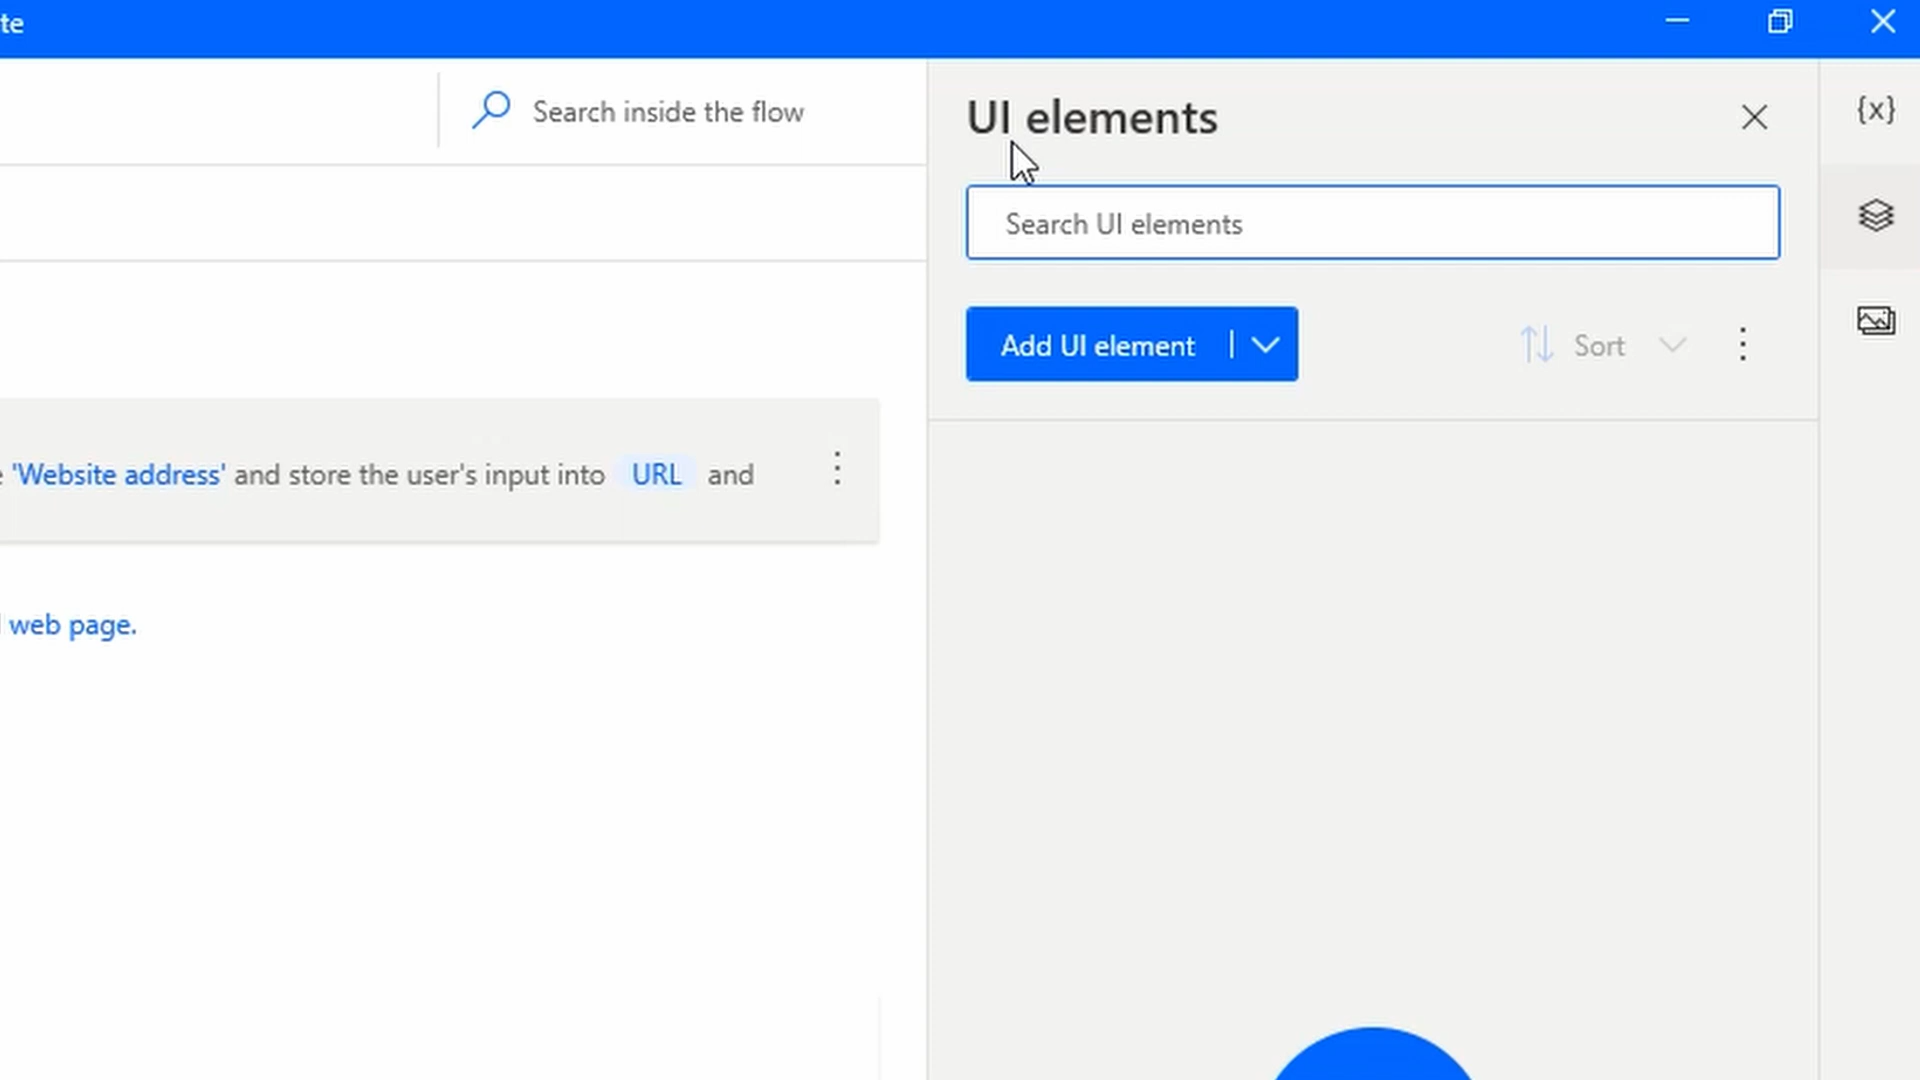 te
Search inside the flow
UI elements
Search UI elements
Add UI element
Sort
{x}
'Website address' and store the user's input into URL and
web page.